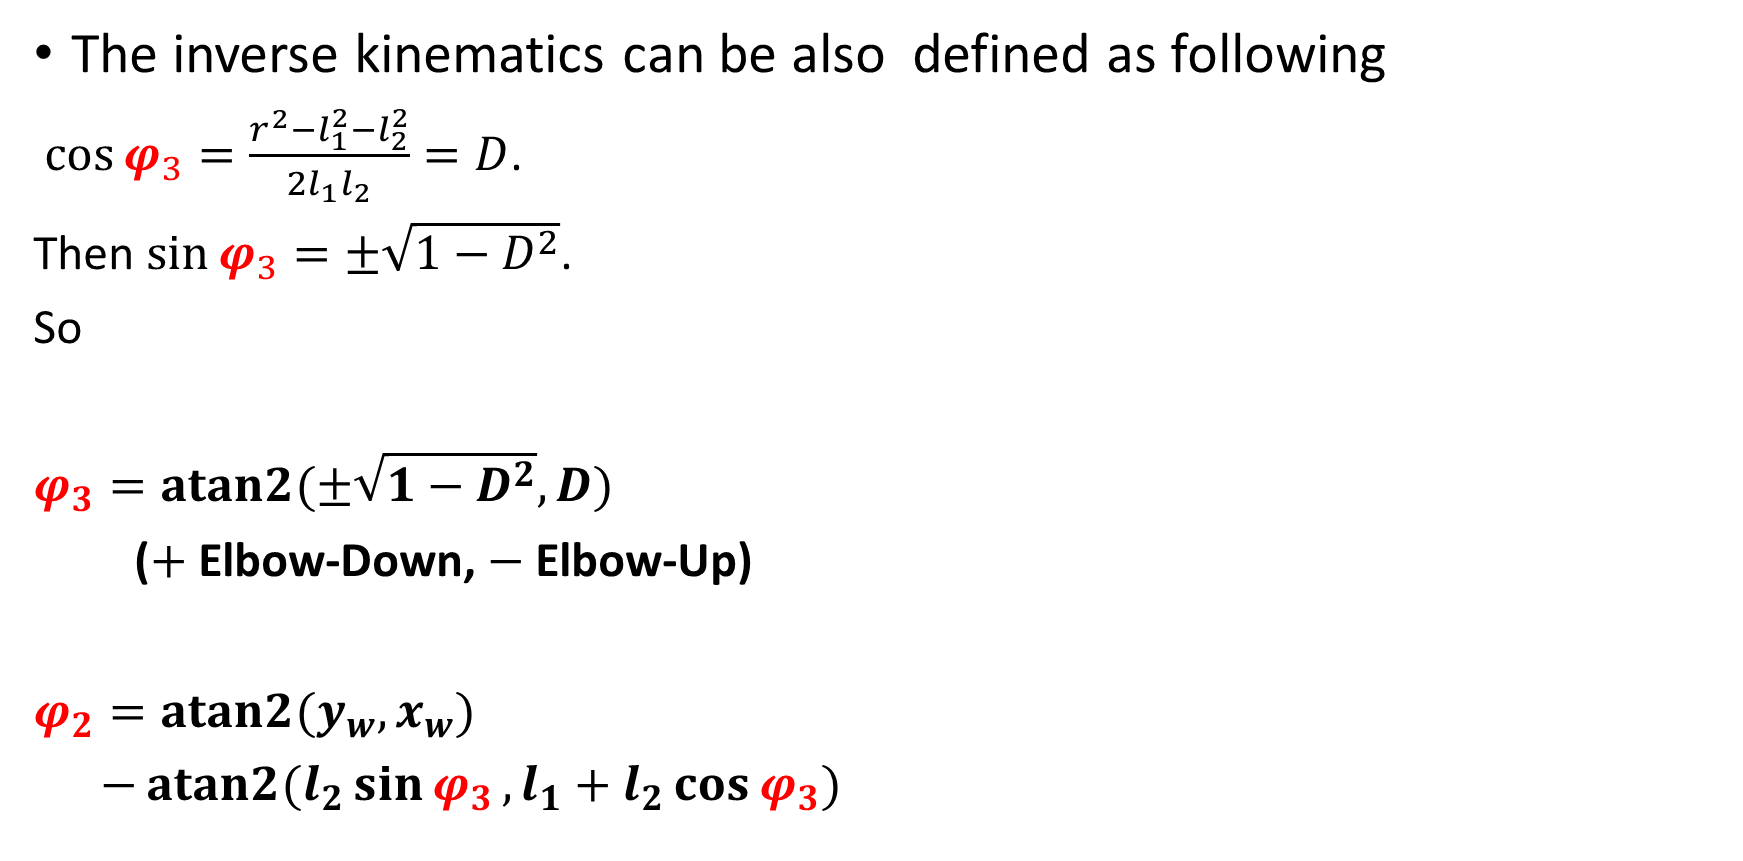 • The inverse kinematics can be also defined as following
cos 𝝋₃ = (r² − l₁² − l₂²) / (2l₁l₂) = D.
Then sin 𝝋₃ = ±√(1 − D²).
So
𝝋₃ = atan2(±√(1 − D²), D)
(+ Elbow-Down, − Elbow-Up)
𝝋₂ = atan2(y_w, x_w)
− atan2(l₂ sin 𝝋₃ , l₁ + l₂ cos 𝝋₃)